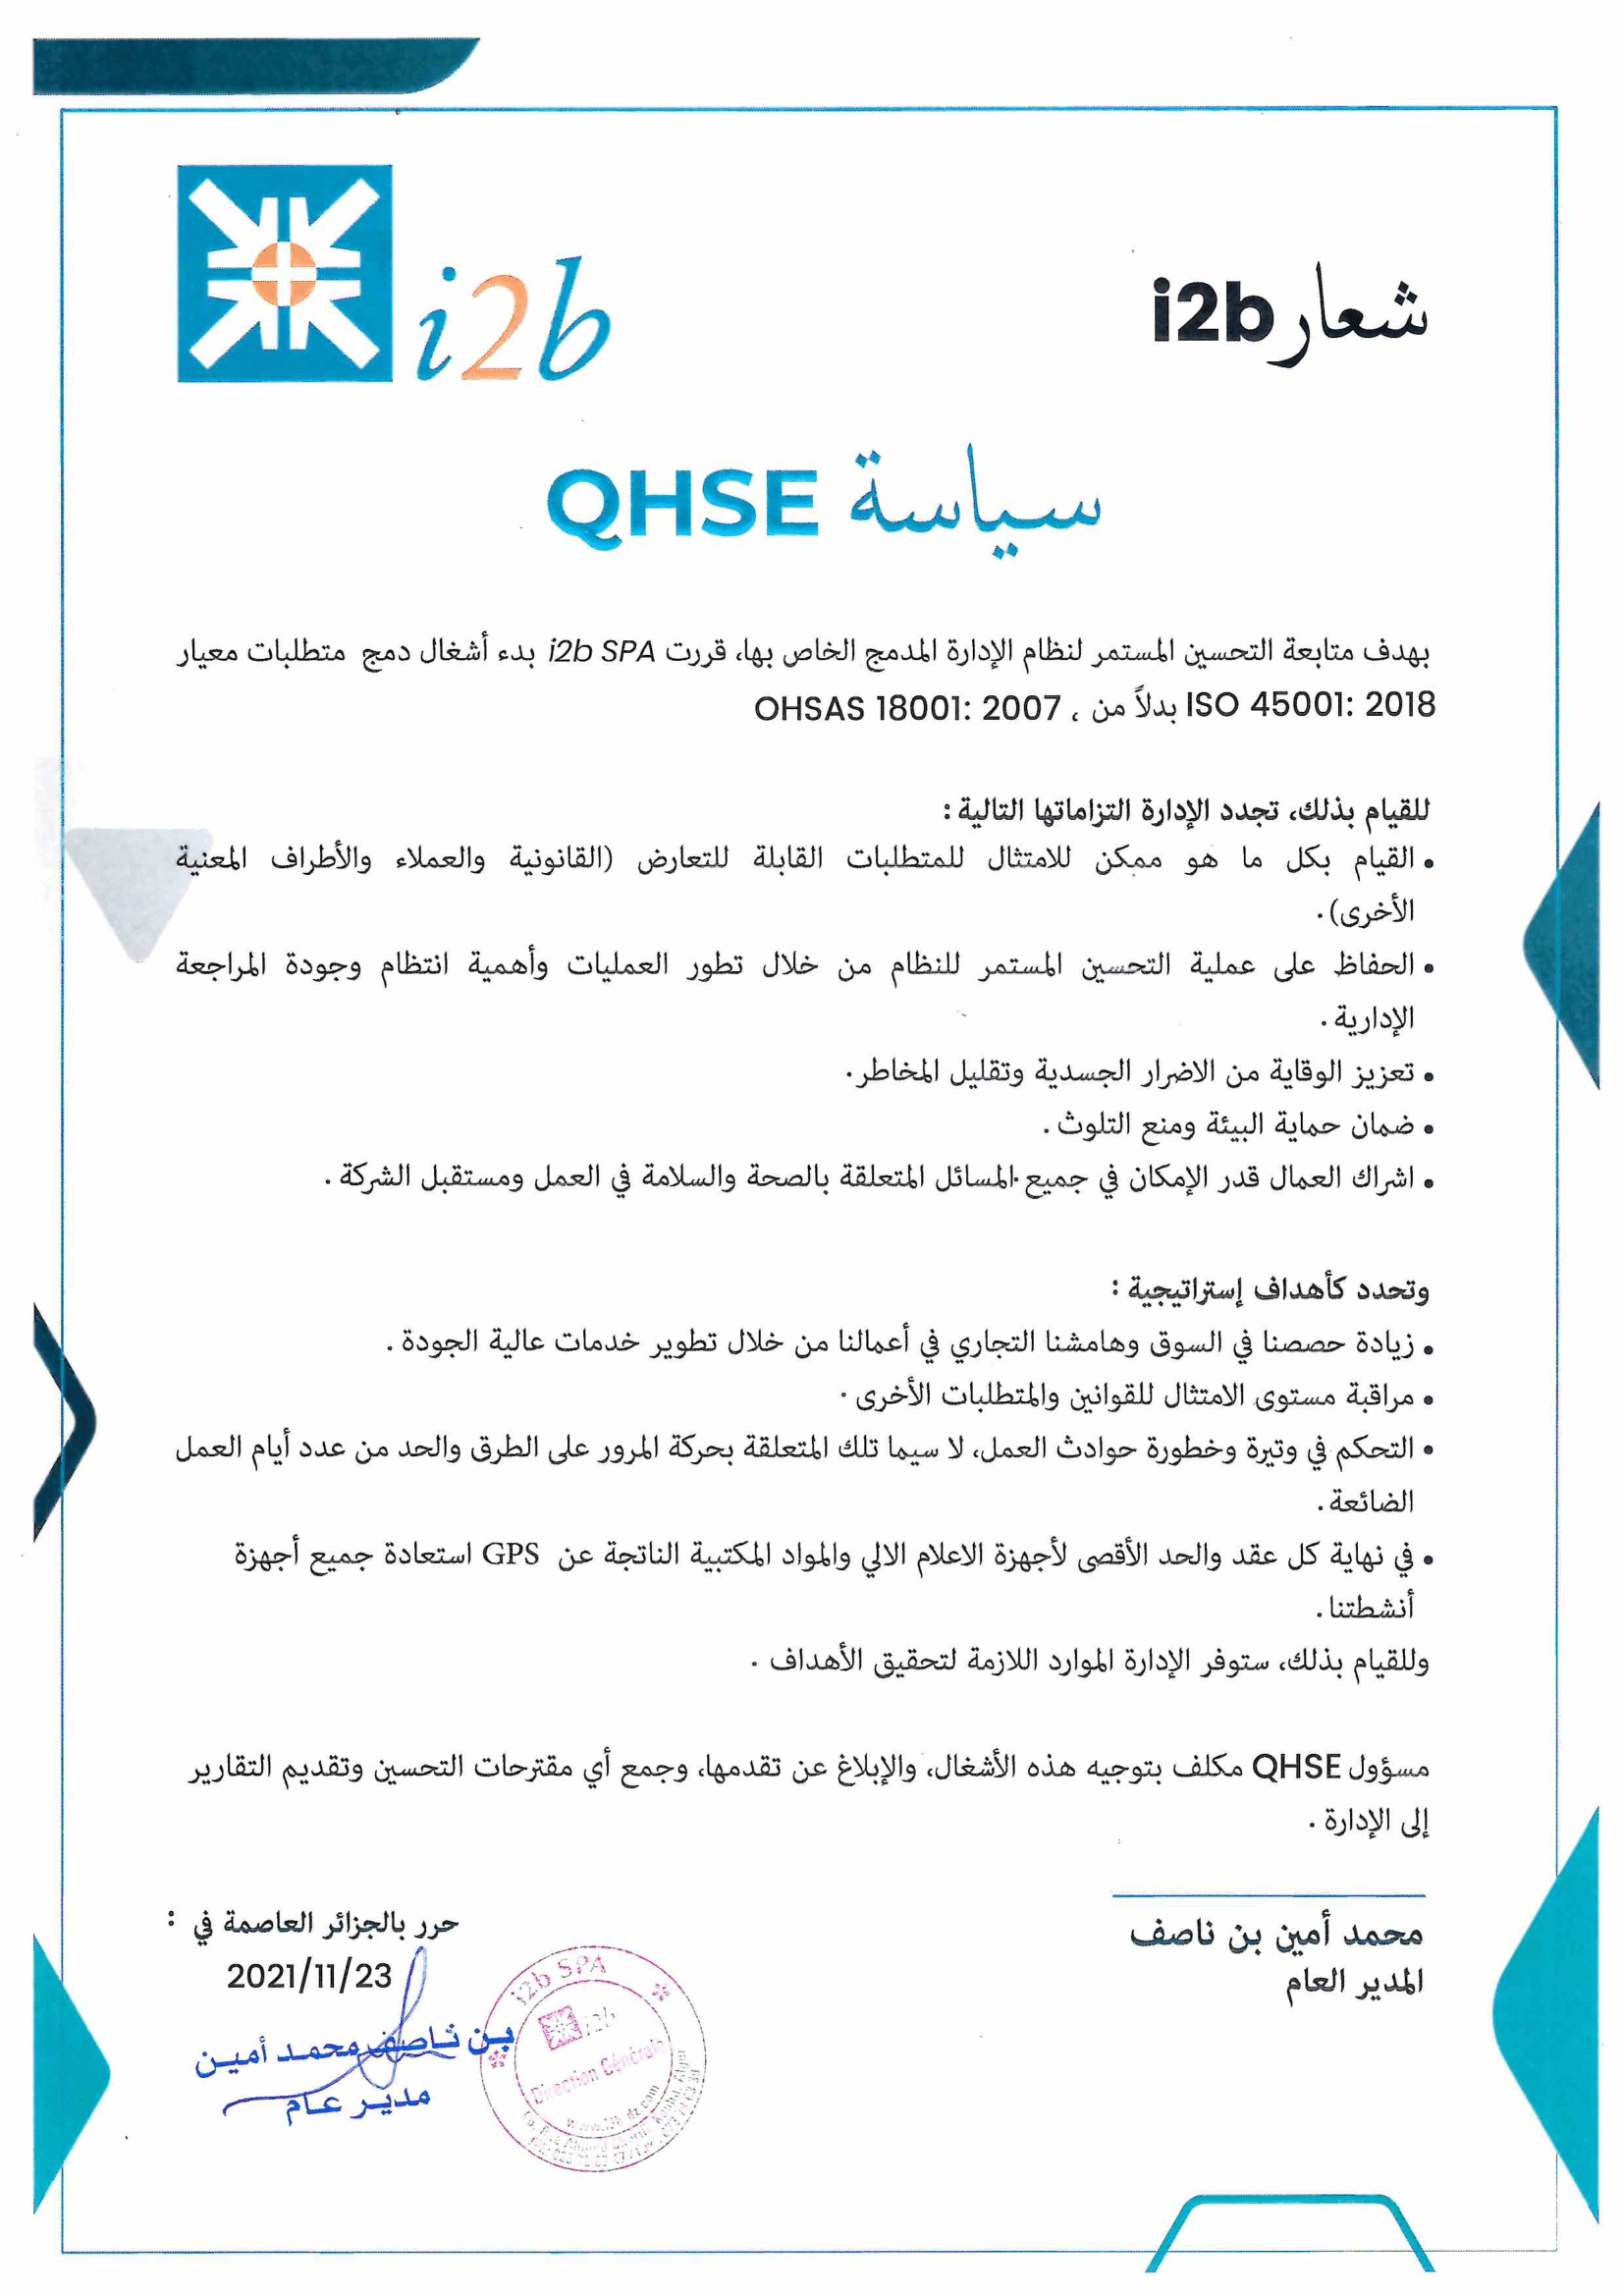 i2b
شعار i2b
سياسة QHSE
بهدف متابعة التحسين المستمر لنظام الإدارة المدمج الخاص بها، قررت i2b SPA بدء أشغال دمج متطلبات معيار
ISO 45001: 2018 بدلاً من ، OHSAS 18001: 2007
للقيام بذلك، تجدد الإدارة التزاماتها التالية :
• القيام بكل ما هو ممكن للامتثال للمتطلبات القابلة للتعارض (القانونية والعملاء والأطراف المعنية
الأخرى).
• الحفاظ على عملية التحسين المستمر للنظام من خلال تطور العمليات وأهمية انتظام وجودة المراجعة
الإدارية .
• تعزيز الوقاية من الاضرار الجسدية وتقليل المخاطر.
• ضمان حماية البيئة ومنع التلوث .
• اشراك العمال قدر الإمكان في جميع المسائل المتعلقة بالصحة والسلامة في العمل ومستقبل الشركة .
وتحدد كأهداف إستراتيجية :
• زيادة حصصنا في السوق وهامشنا التجاري في أعمالنا من خلال تطوير خدمات عالية الجودة .
• مراقبة مستوى الامتثال للقوانين والمتطلبات الأخرى .
• التحكم في وتيرة وخطورة حوادث العمل، لا سيما تلك المتعلقة بحركة المرور على الطرق والحد من عدد أيام العمل
الضائعة .
• في نهاية كل عقد والحد الأقصى لأجهزة الاعلام الالي والمواد المكتبية الناتجة عن GPS استعادة جميع أجهزة
أنشطتنا .
وللقيام بذلك، ستوفر الإدارة الموارد اللازمة لتحقيق الأهداف .
مسؤول QHSE مكلف بتوجيه هذه الأشغال، والإبلاغ عن تقدمها، وجمع أي مقترحات التحسين وتقديم التقارير
إلى الإدارة .
محمد أمين بن ناصف
المدير العام
حرر بالجزائر العاصمة في :
2021/11/23
بن ناصف محمد أمين
مدير عام
i2b SPA
i2b
Direction Générale